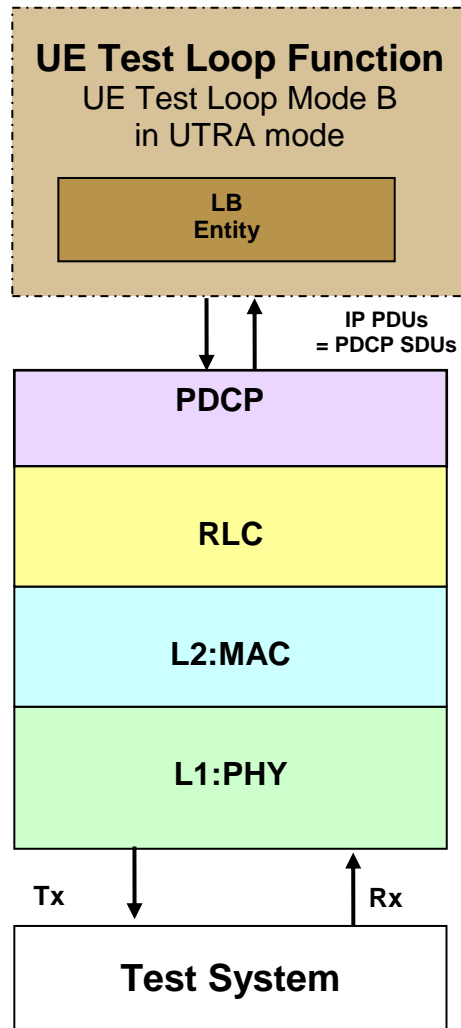 UE Test Loop Function
UE Test Loop Mode B
in UTRA mode
LB
Entity
IP PDUs
= PDCP SDUs
PDCP
RLC
L2:MAC
L1:PHY
Tx
Rx
Test System